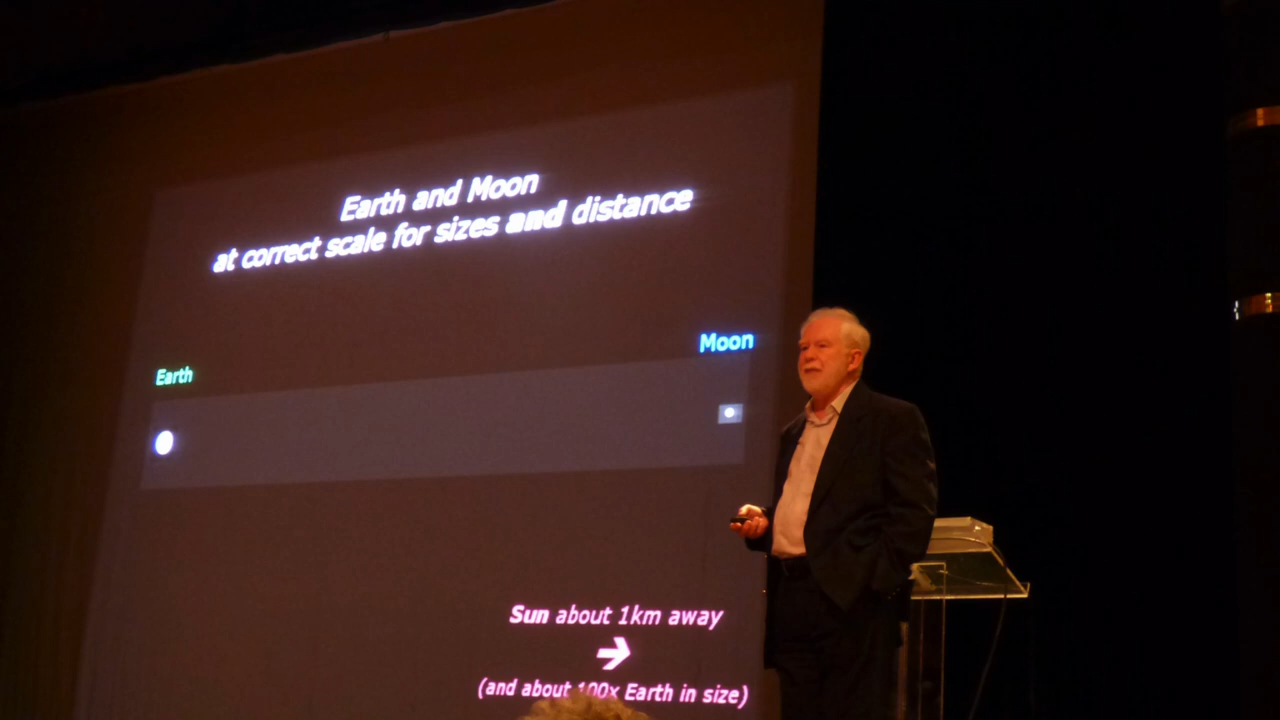 Earth and Moon
at correct scale for sizes and distance
Moon
Earth
Sun about 1km away
→
(and about 100x Earth in size)